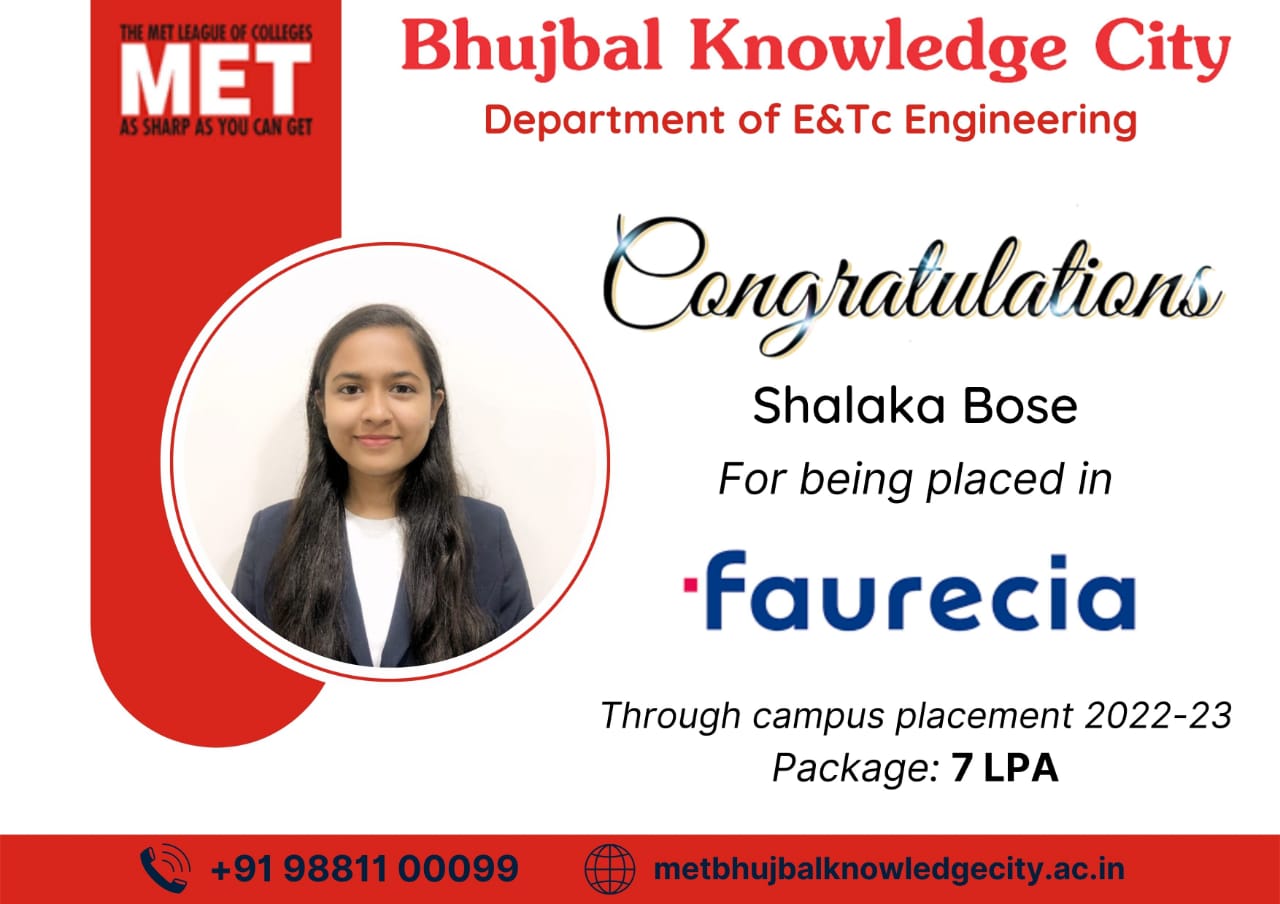 THE MET LEAGUE OF COLLEGES
MET
AS SHARP AS YOU CAN GET
Bhujbal Knowledge City
Department of E&Tc Engineering
Congratulations
Shalaka Bose
For being placed in
faurecia
Through campus placement 2022-23
Package: 7 LPA
+91 98811 00099
metbhujbalknowledgecity.ac.in